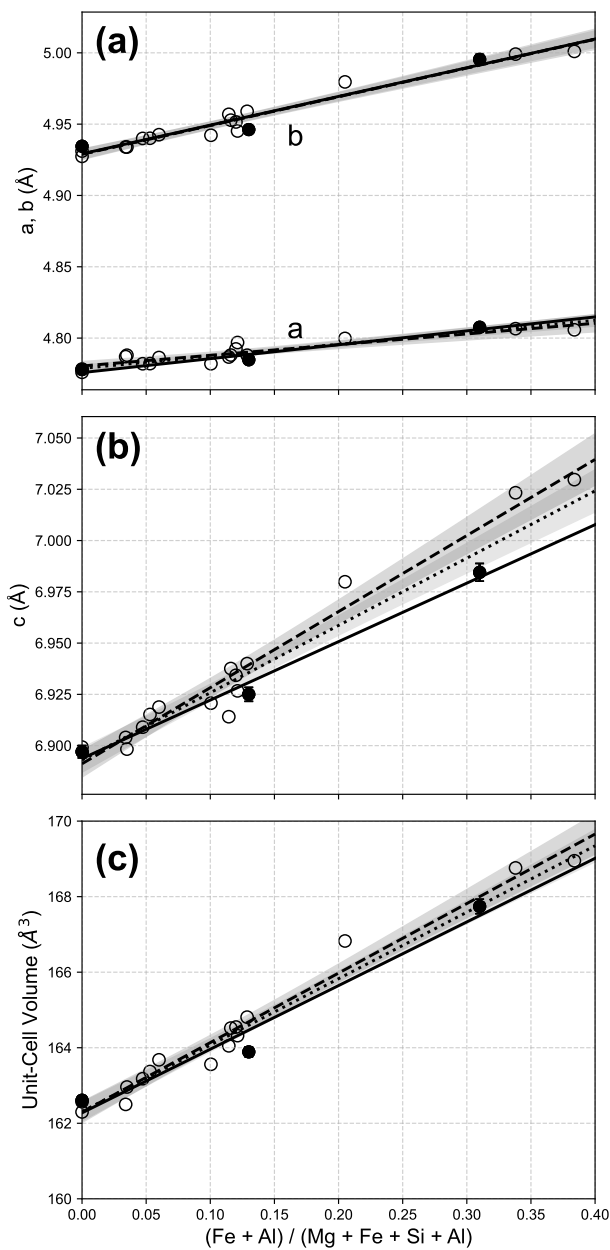 (a)
5.00
4.95
4.90
4.85
4.80
a, b (Å)
b
a
(b)
7.050
7.025
7.000
6.975
6.950
6.925
6.900
c (Å)
(c)
170
168
166
164
162
160
Unit-Cell Volume (Å³)
0.00 0.05 0.10 0.15 0.20 0.25 0.30 0.35 0.40
(Fe + Al) / (Mg + Fe + Si + Al)